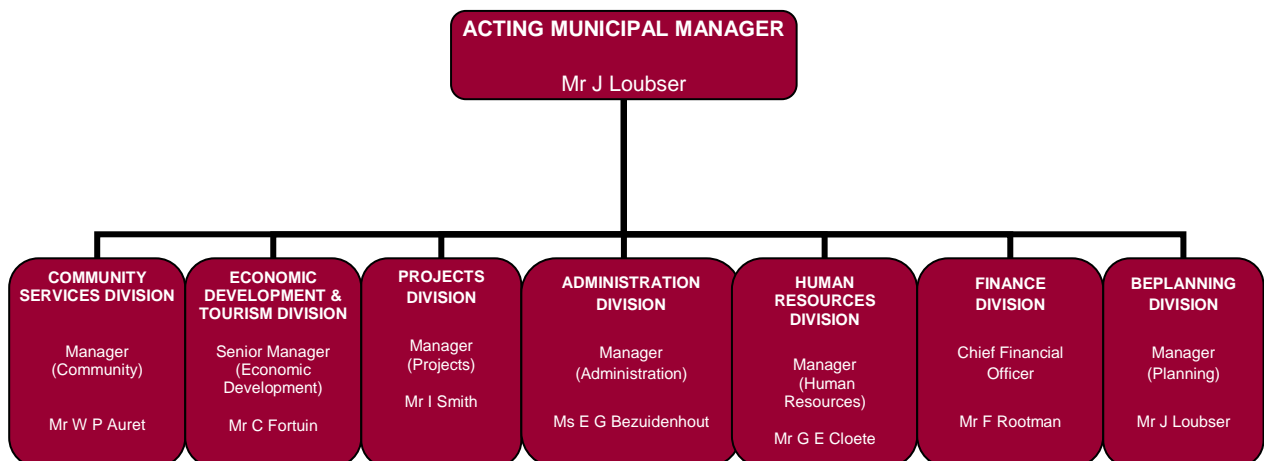 ACTING MUNICIPAL MANAGER
Mr J Loubser
COMMUNITY
SERVICES DIVISION
Manager
(Community)
Mr W P Auret
ECONOMIC
DEVELOPMENT &
TOURISM DIVISION
Senior Manager
(Economic
Development)
Mr C Fortuin
PROJECTS
DIVISION
Manager
(Projects)
Mr I Smith
ADMINISTRATION
DIVISION
Manager
(Administration)
Ms E G Bezuidenhout
HUMAN
RESOURCES
DIVISION
Manager
(Human
Resources)
Mr G E Cloete
FINANCE
DIVISION
Chief Financial
Officer
Mr F Rootman
BEPLANNING
DIVISION
Manager
(Planning)
Mr J Loubser